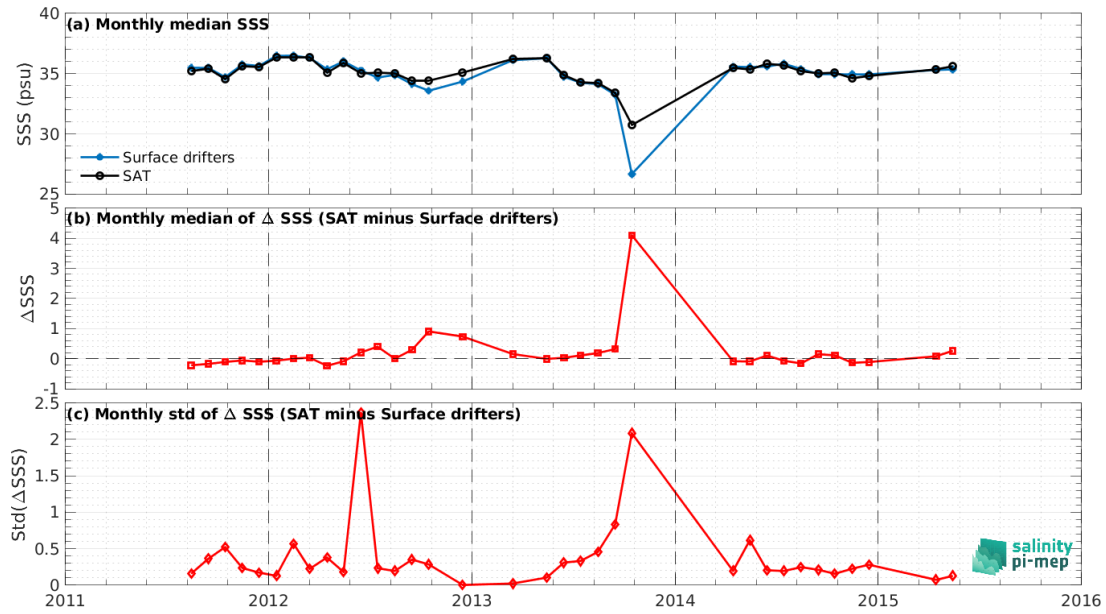 (a) Monthly median SSS
40
35
30
25
SSS (psu)
Surface drifters
SAT
(b) Monthly median of Δ SSS (SAT minus Surface drifters)
5
4
3
2
1
0
-1
ΔSSS
(c) Monthly std of Δ SSS (SAT minus Surface drifters)
2.5
2
1.5
1
0.5
0
Std(ΔSSS)
salinity
pi-mep
2011 2012 2013 2014 2015 2016